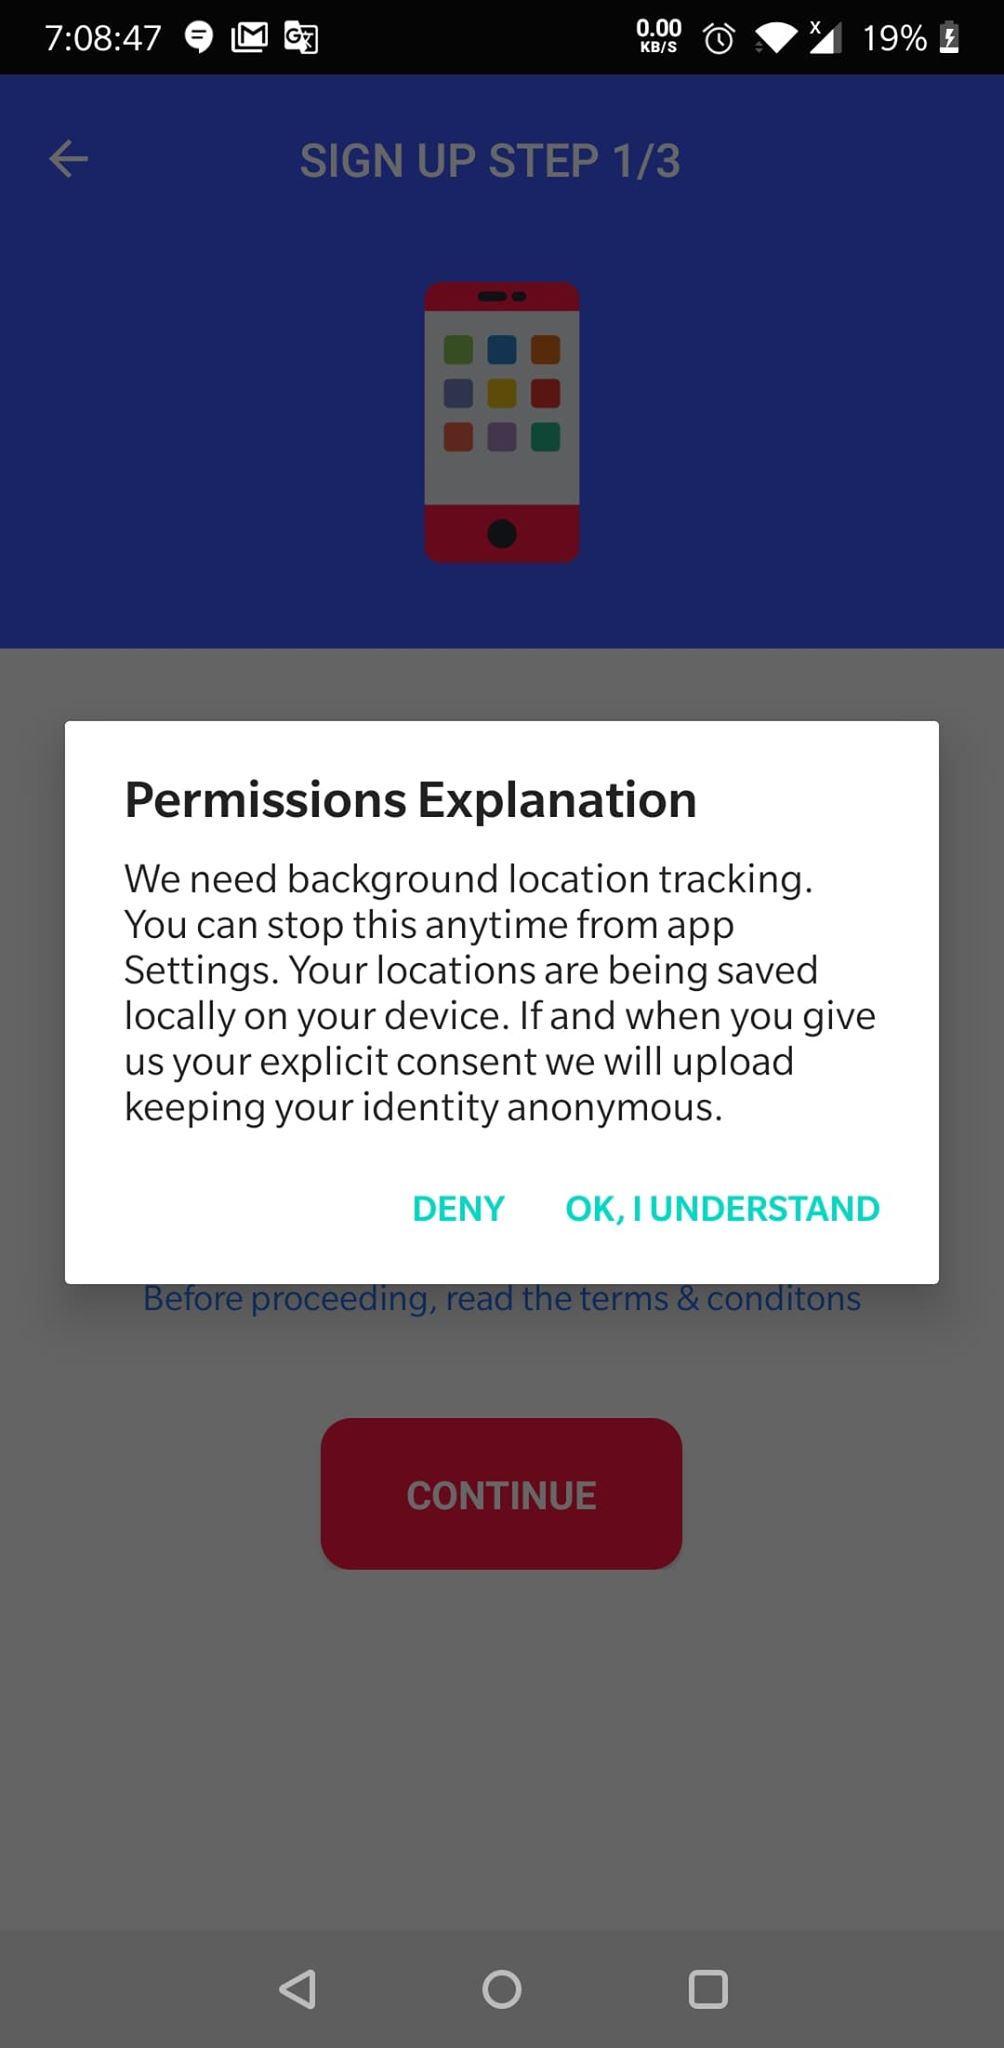 7:08:47 0.00 KB/S 19%
SIGN UP STEP 1/3
Permissions Explanation
We need background location tracking.
You can stop this anytime from app
Settings. Your locations are being saved
locally on your device. If and when you give
us your explicit consent we will upload
keeping your identity anonymous.
DENY OK, I UNDERSTAND
Before proceeding, read the terms & conditons
CONTINUE